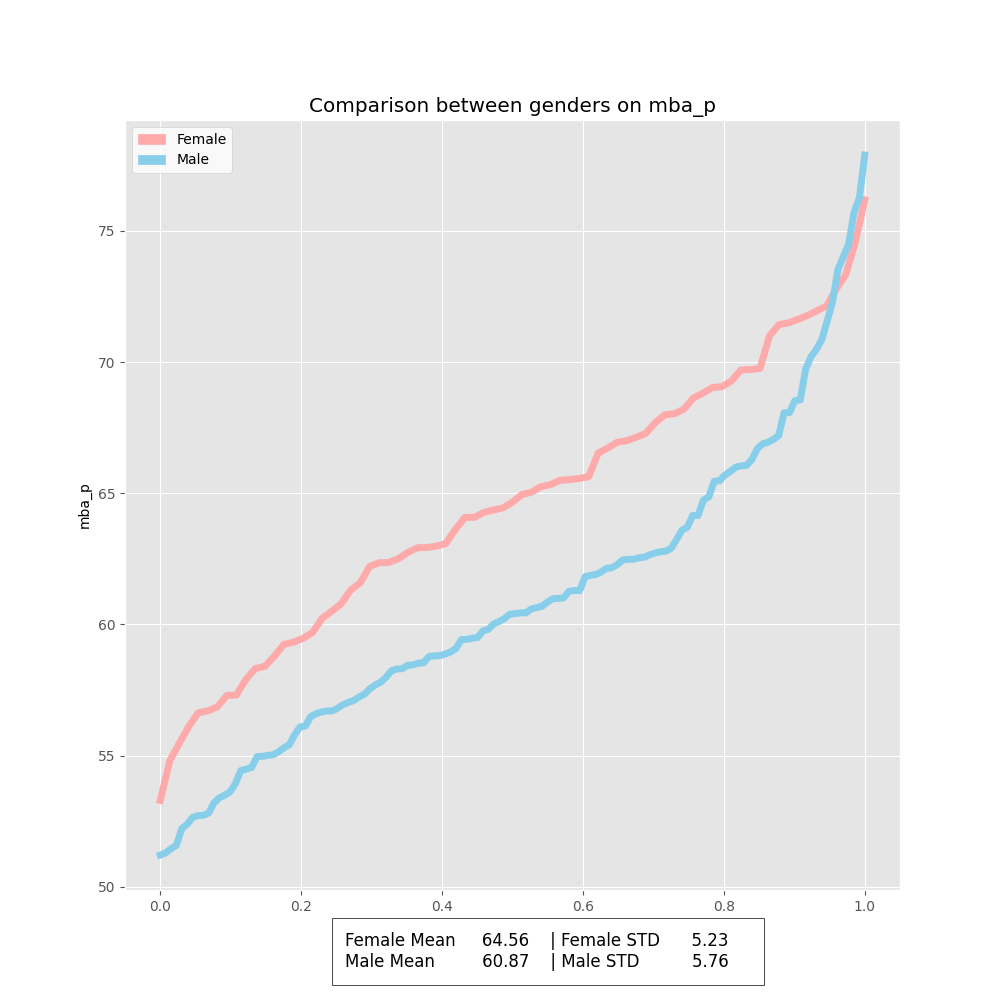 Comparison between genders on mba_p
Female
Male
75
70
65
60
55
50
mba_p
0.0 0.2 0.4 0.6 0.8 1.0
Female Mean 64.56 | Female STD 5.23
Male Mean 60.87 | Male STD 5.76